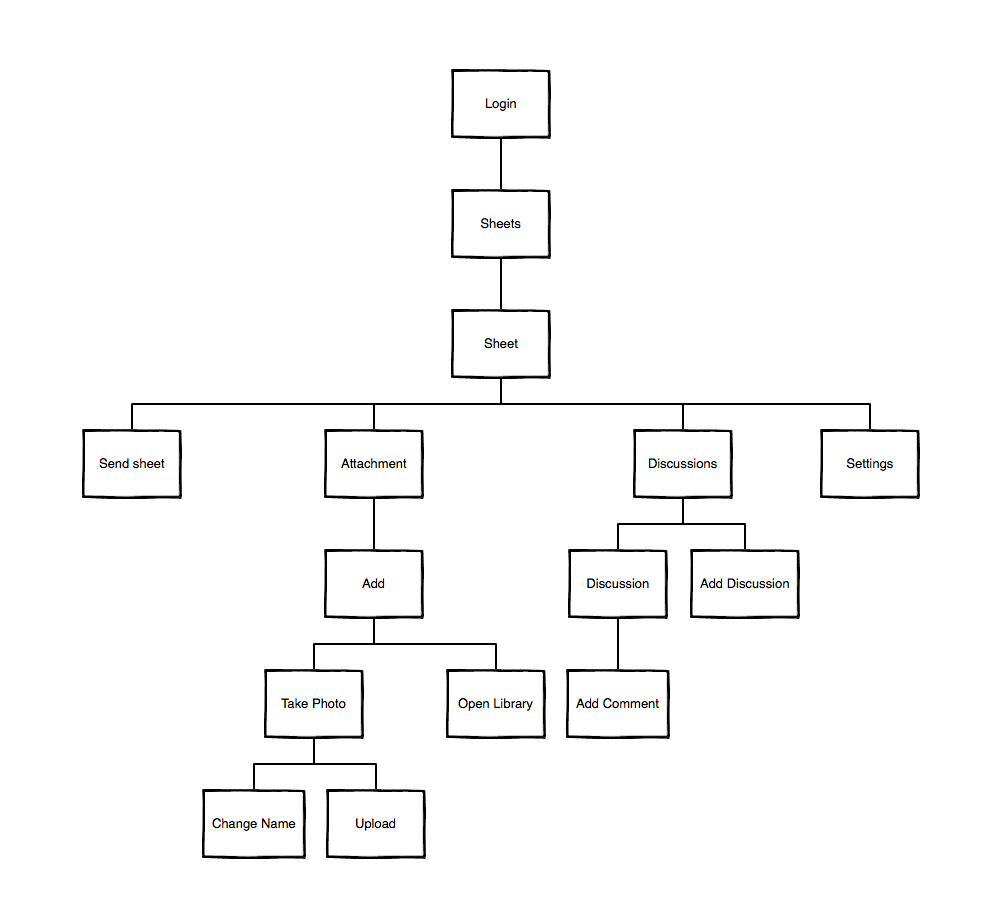 Login
Sheets
Sheet
Send sheet
Attachment
Discussions
Settings
Add
Discussion
Add Discussion
Take Photo
Open Library
Add Comment
Change Name
Upload